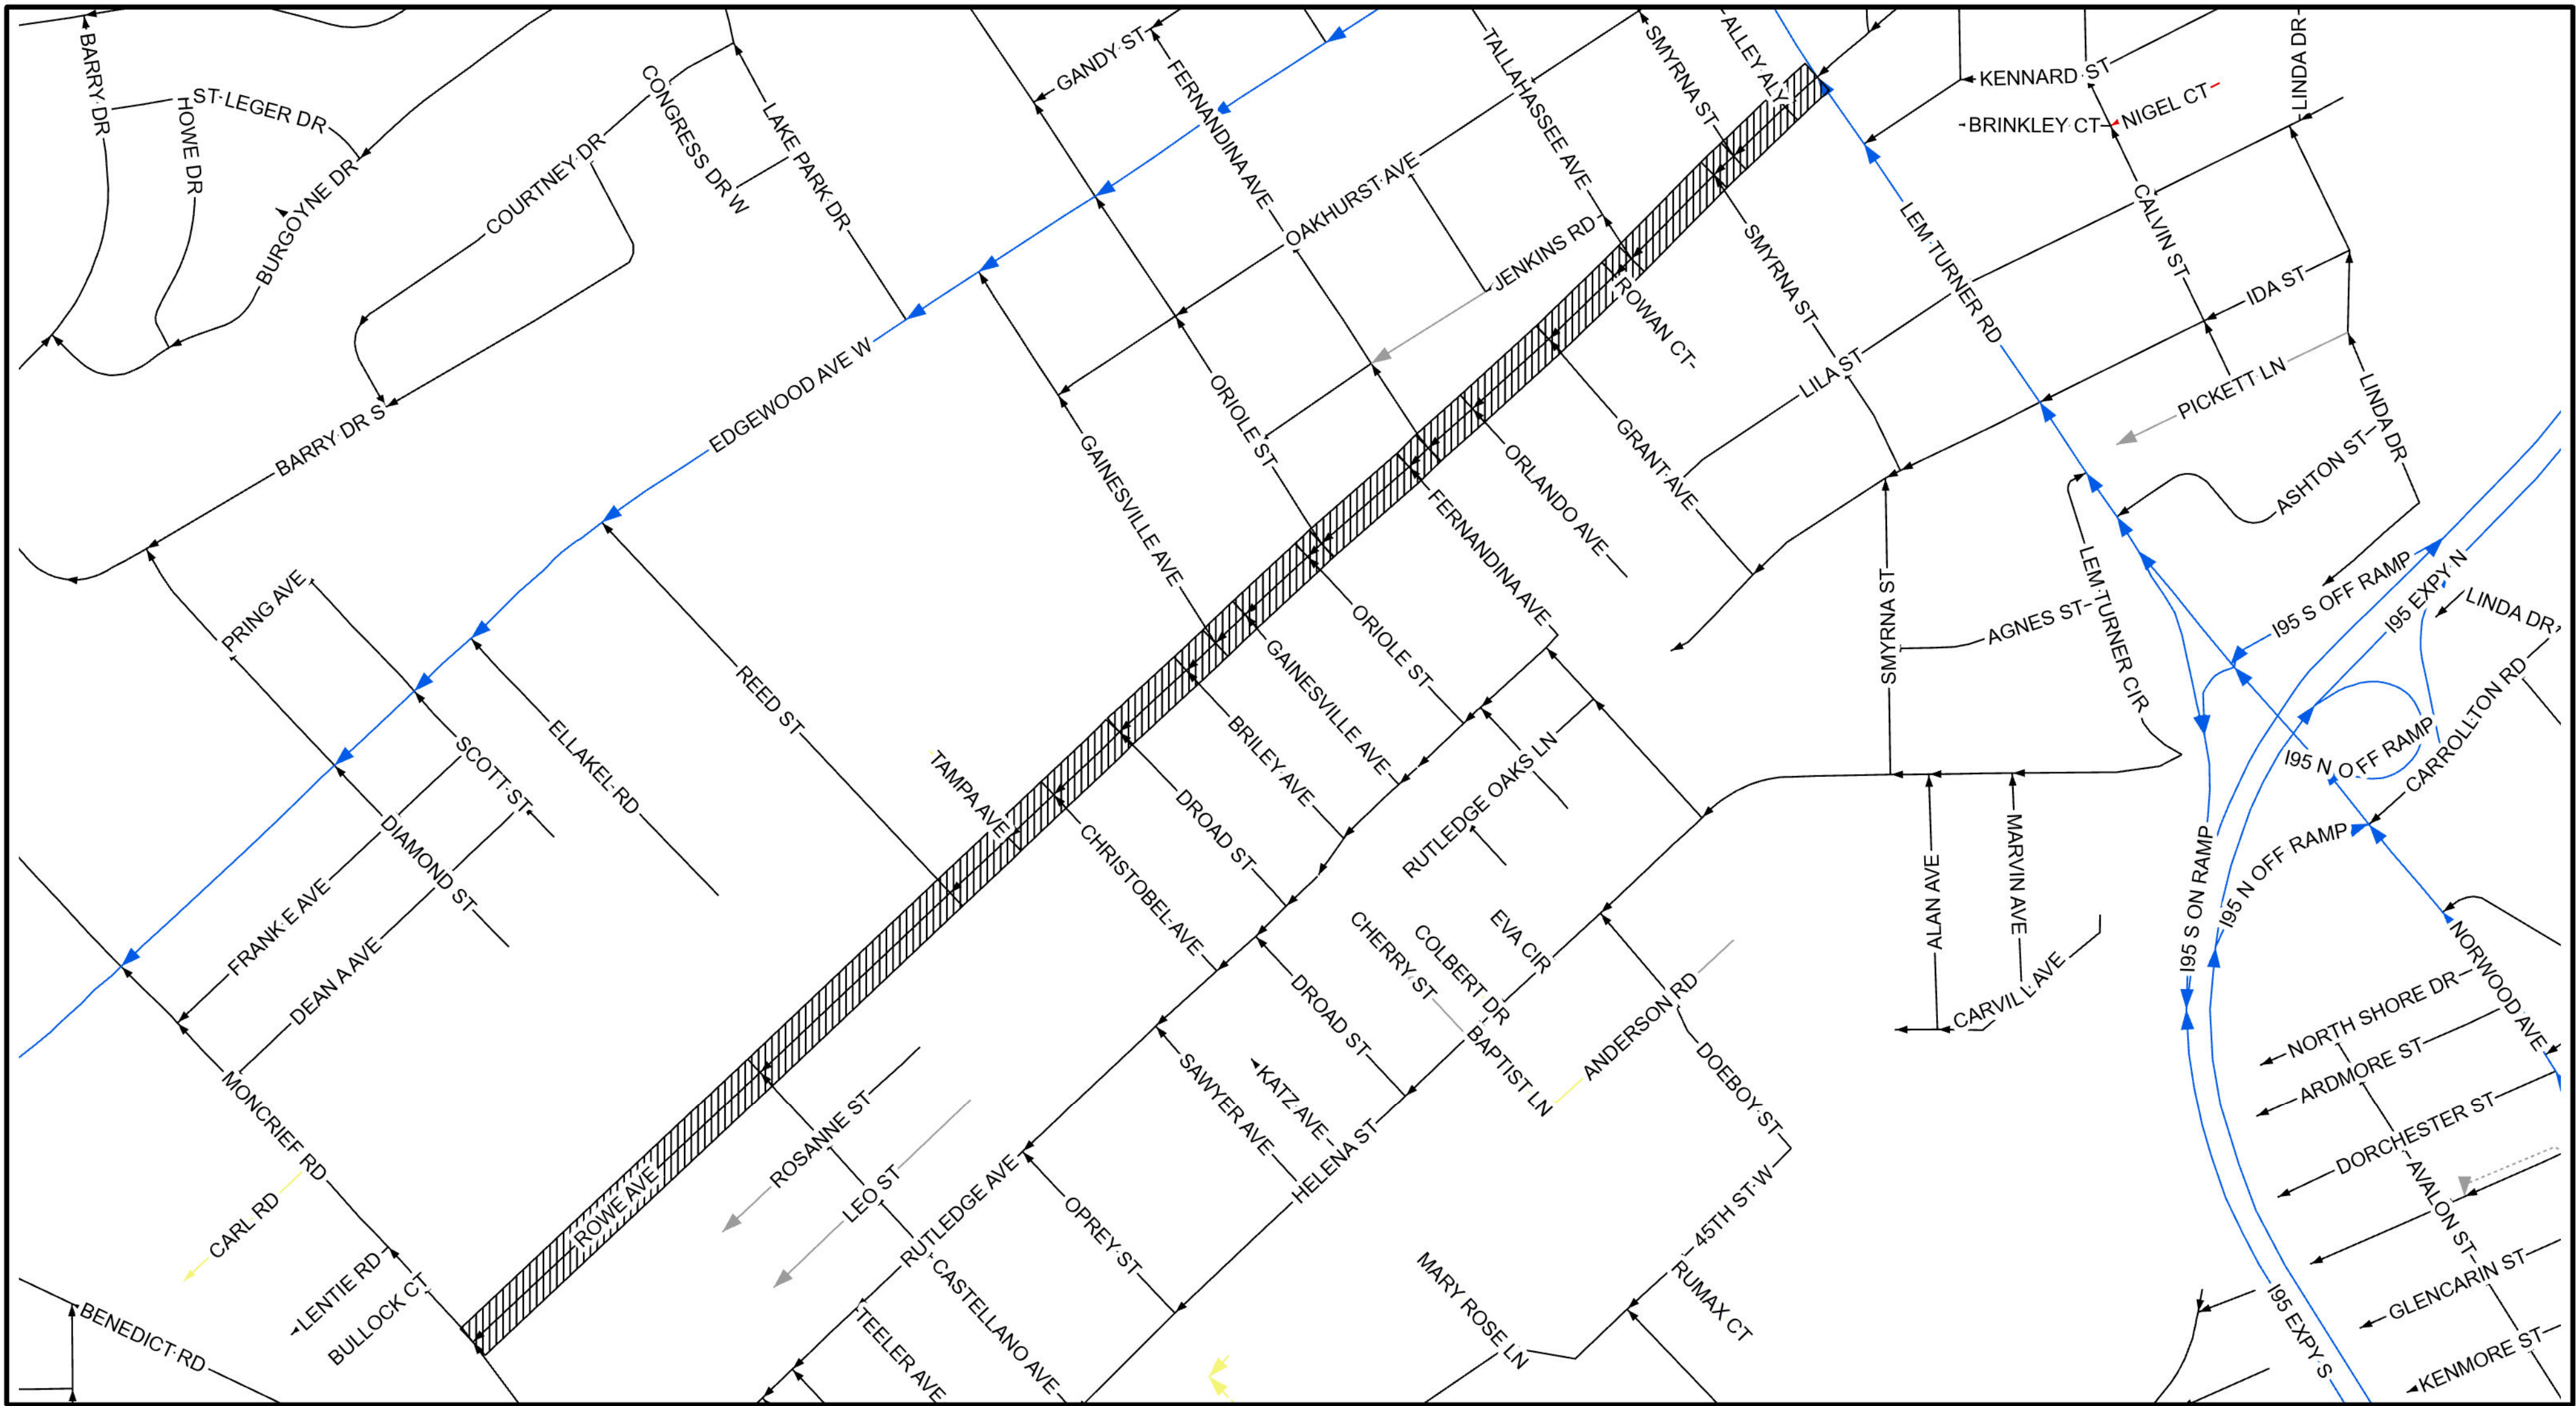 BARRY DR
ST LEGER DR
HOWE DR
BURGOYNE DR
COURTNEY DR
CONGRESS DR W
LAKE PARK DR
GANDY ST
FERNANDINA AVE
TALLAHASSEE AVE
SMYRNA ST
ALLEY ALY
KENNARD ST
BRINKLEY CT
NIGEL CT
LINDA DR
OAKHURST AVE
JENKINS RD
ROWAN CT
SMYRNA ST
LEM TURNER RD
CALVIN ST
IDA ST
PICKETT LN
LINDA DR
ASHTON ST
LILA ST
EDGEWOOD AVE W
BARRY DR S
GAINESVILLE AVE
ORIOLE ST
GRANT AVE
ORLANDO AVE
FERNANDINA AVE
LEM TURNER CIR
AGNES ST
SMYRNA ST
I95 S OFF RAMP
I95 EXPY N
LINDA DR
CARROLLTON RD
I95 N OFF RAMP
PRING AVE
REED ST
ELLAKEL RD
SCOTT ST
DIAMOND ST
FRANK E AVE
DEAN A AVE
TAMPA AVE
ORIOLE ST
GAINESVILLE AVE
BRILEY AVE
DROAD ST
CHRISTOBEL AVE
RUTLEDGE OAKS LN
ALAN AVE
MARVIN AVE
CARVILL AVE
I95 S ON RAMP
I95 N OFF RAMP
NORWOOD AVE
NORTH SHORE DR
ARDMORE ST
DORCHESTER ST
AVALON ST
GLENCARIN ST
KENMORE ST
I95 EXPY S
EVA CIR
COLBERT DR
CHERRY ST
BAPTIST LN
ANDERSON RD
DOEBOY ST
DROAD ST
SAWYER AVE
KATZ AVE
HELENA ST
45TH ST W
RUMAX CT
MARY ROSE LN
MONCRIEF RD
CARL RD
LENTIE RD
BULLOCK CT
BENEDICT RD
ROWE AVE
ROSANNE ST
LEO ST
RUTLEDGE AVE
OPREY ST
CASTELLANO AVE
TEELER AVE